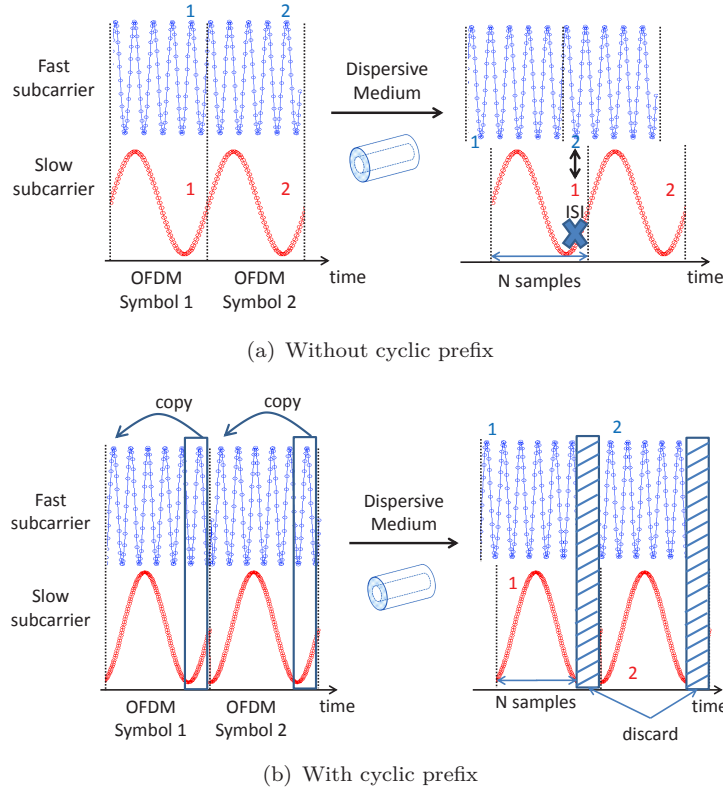 1 2
Fast
subcarrier
Slow
subcarrier
1 2
OFDM
Symbol 1
OFDM
Symbol 2
time
Dispersive
Medium
1 2
1 2
ISI
N samples
time
(a) Without cyclic prefix
copy copy
Fast
subcarrier
Slow
subcarrier
OFDM
Symbol 1
OFDM
Symbol 2
time
Dispersive
Medium
1 2
1
2
N samples
time
discard
(b) With cyclic prefix